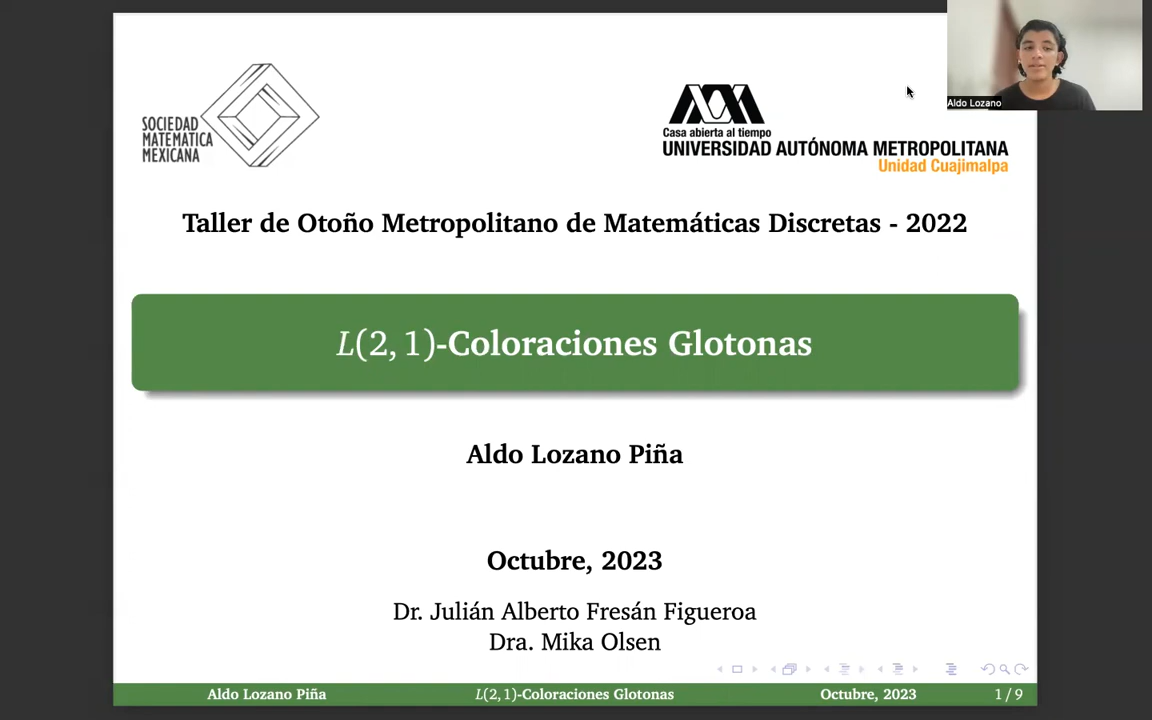 SOCIEDAD
MATEMATICA
MEXICANA
Casa abierta al tiempo
UNIVERSIDAD AUTÓNOMA METROPOLITANA
Unidad Cuajimalpa
Aldo Lozano
Taller de Otoño Metropolitano de Matemáticas Discretas - 2022
L(2, 1)-Coloraciones Glotonas
Aldo Lozano Piña
Octubre, 2023
Dr. Julián Alberto Fresán Figueroa
Dra. Mika Olsen
Aldo Lozano Piña L(2, 1)-Coloraciones Glotonas Octubre, 2023 1 / 9